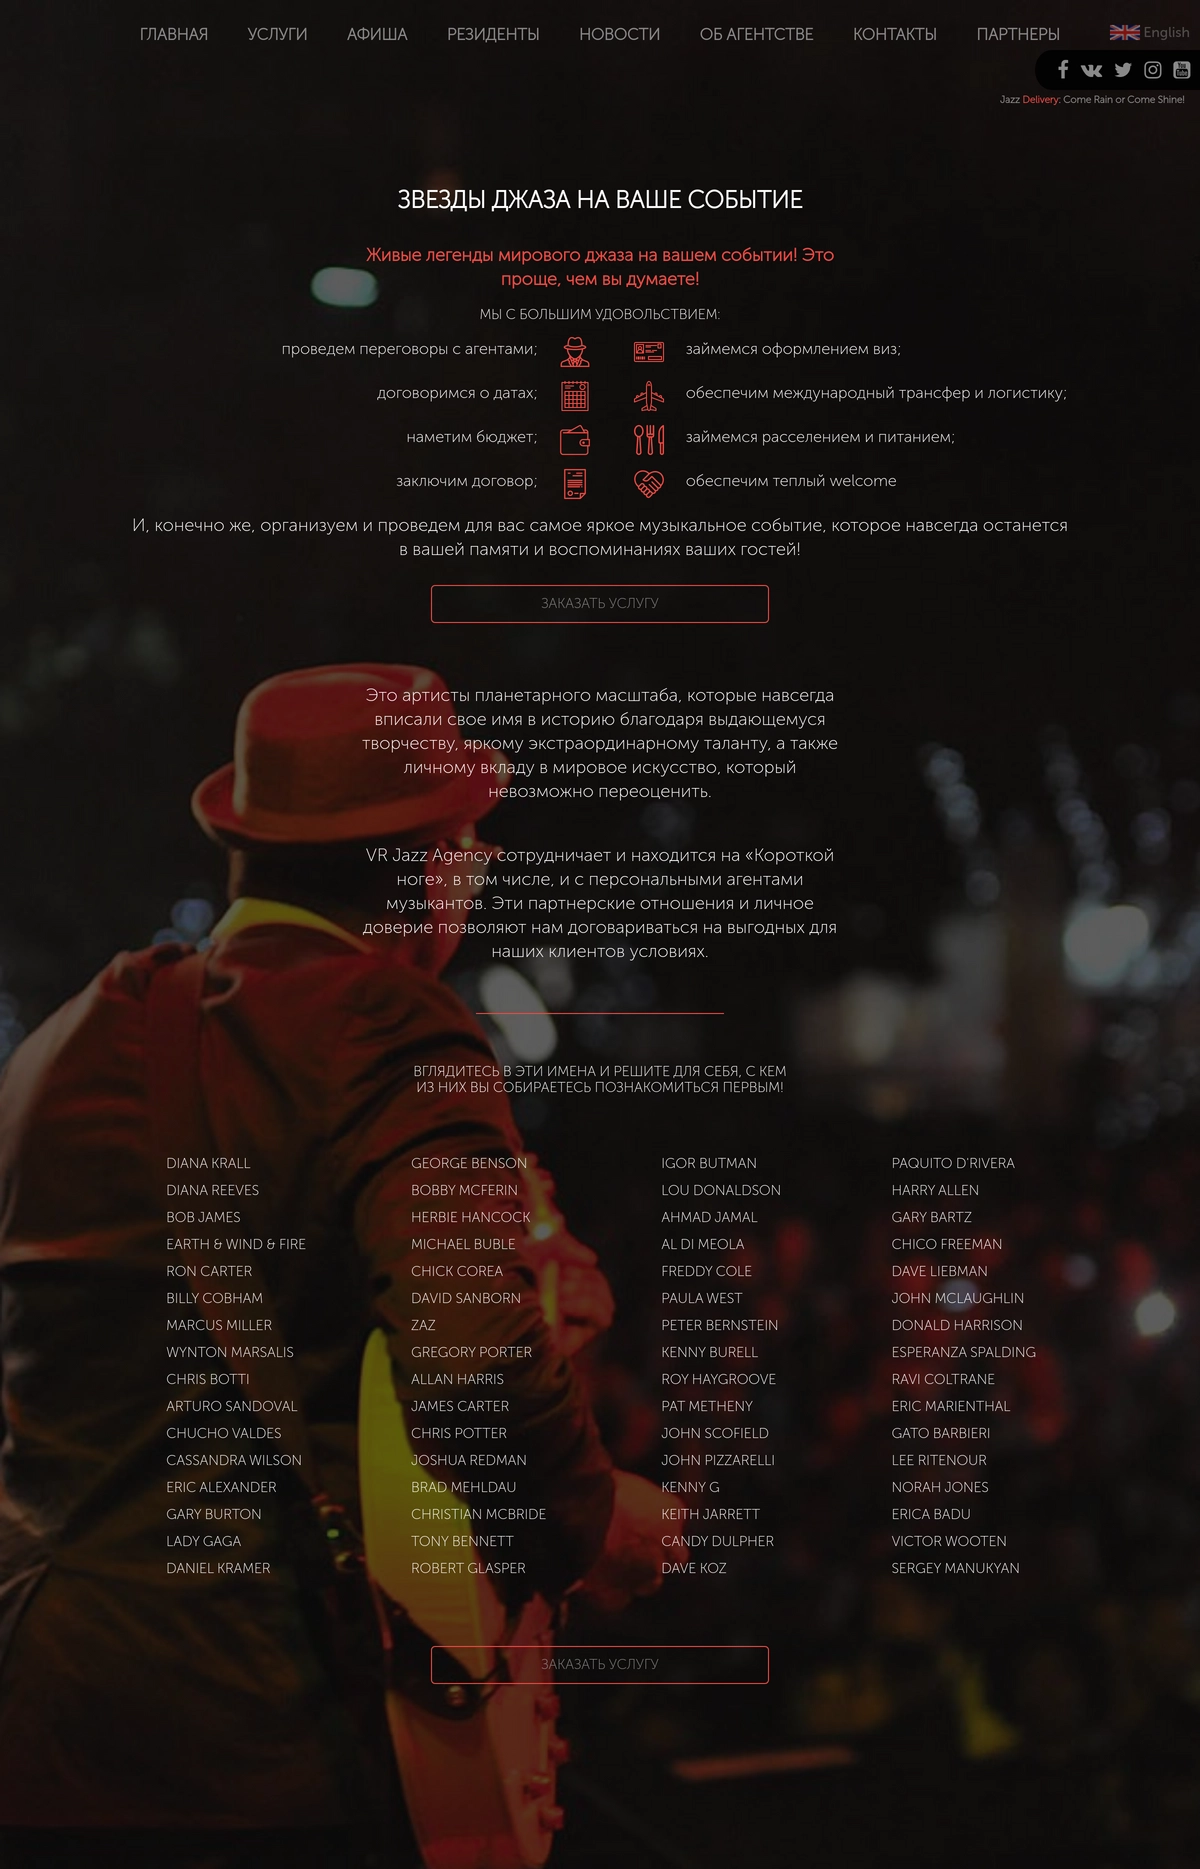 ГЛАВНАЯ УСЛУГИ АФИША РЕЗИДЕНТЫ НОВОСТИ ОБ АГЕНТСТВЕ КОНТАКТЫ ПАРТНЕРЫ English
You Tube
Jazz Delivery: Come Rain or Come Shine!
ЗВЕЗДЫ ДЖАЗА НА ВАШЕ СОБЫТИЕ
Живые легенды мирового джаза на вашем событии! Это
проще, чем вы думаете!
МЫ С БОЛЬШИМ УДОВОЛЬСТВИЕМ:
проведем переговоры с агентами; займемся оформлением виз;
договоримся о датах; обеспечим международный трансфер и логистику;
наметим бюджет; займемся расселением и питанием;
заключим договор; обеспечим теплый welcome
И, конечно же, организуем и проведем для вас самое яркое музыкальное событие, которое навсегда останется
в вашей памяти и воспоминаниях ваших гостей!
ЗАКАЗАТЬ УСЛУГУ
Это артисты планетарного масштаба, которые навсегда
вписали свое имя в историю благодаря выдающемуся
творчеству, яркому экстраординарному таланту, а также
личному вкладу в мировое искусство, который
невозможно переоценить.
VR Jazz Agency сотрудничает и находится на «Короткой
ноге», в том числе, и с персональными агентами
музыкантов. Эти партнерские отношения и личное
доверие позволяют нам договариваться на выгодных для
наших клиентов условиях.
ВГЛЯДИТЕСЬ В ЭТИ ИМЕНА И РЕШИТЕ ДЛЯ СЕБЯ, С КЕМ
ИЗ НИХ ВЫ СОБИРАЕТЕСЬ ПОЗНАКОМИТЬСЯ ПЕРВЫМ!
DIANA KRALL GEORGE BENSON IGOR BUTMAN PAQUITO D'RIVERA
DIANA REEVES BOBBY MCFERIN LOU DONALDSON HARRY ALLEN
BOB JAMES HERBIE HANCOCK AHMAD JAMAL GARY BARTZ
EARTH & WIND & FIRE MICHAEL BUBLE AL DI MEOLA CHICO FREEMAN
RON CARTER CHICK COREA FREDDY COLE DAVE LIEBMAN
BILLY COBHAM DAVID SANBORN PAULA WEST JOHN MCLAUGHLIN
MARCUS MILLER ZAZ PETER BERNSTEIN DONALD HARRISON
WYNTON MARSALIS GREGORY PORTER KENNY BURELL ESPERANZA SPALDING
CHRIS BOTTI ALLAN HARRIS ROY HAYGROOVE RAVI COLTRANE
ARTURO SANDOVAL JAMES CARTER PAT METHENY ERIC MARIENTHAL
CHUCHO VALDES CHRIS POTTER JOHN SCOFIELD GATO BARBIERI
CASSANDRA WILSON JOSHUA REDMAN JOHN PIZZARELLI LEE RITENOUR
ERIC ALEXANDER BRAD MEHLDAU KENNY G NORAH JONES
GARY BURTON CHRISTIAN MCBRIDE KEITH JARRETT ERICA BADU
LADY GAGA TONY BENNETT CANDY DULPHER VICTOR WOOTEN
DANIEL KRAMER ROBERT GLASPER DAVE KOZ SERGEY MANUKYAN
ЗАКАЗАТЬ УСЛУГУ